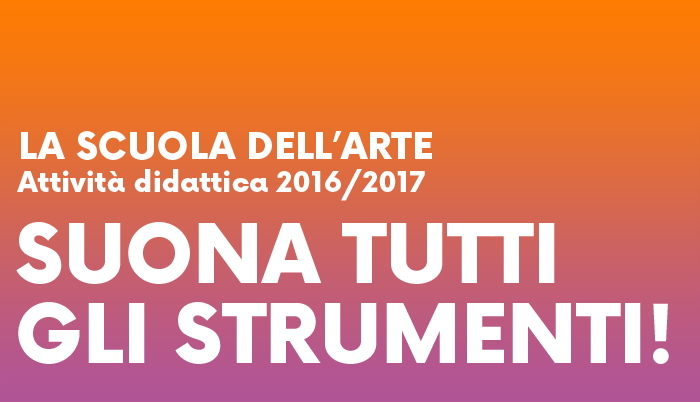 LA SCUOLA DELL’ARTE
Attività didattica 2016/2017
SUONA TUTTI
GLI STRUMENTI!